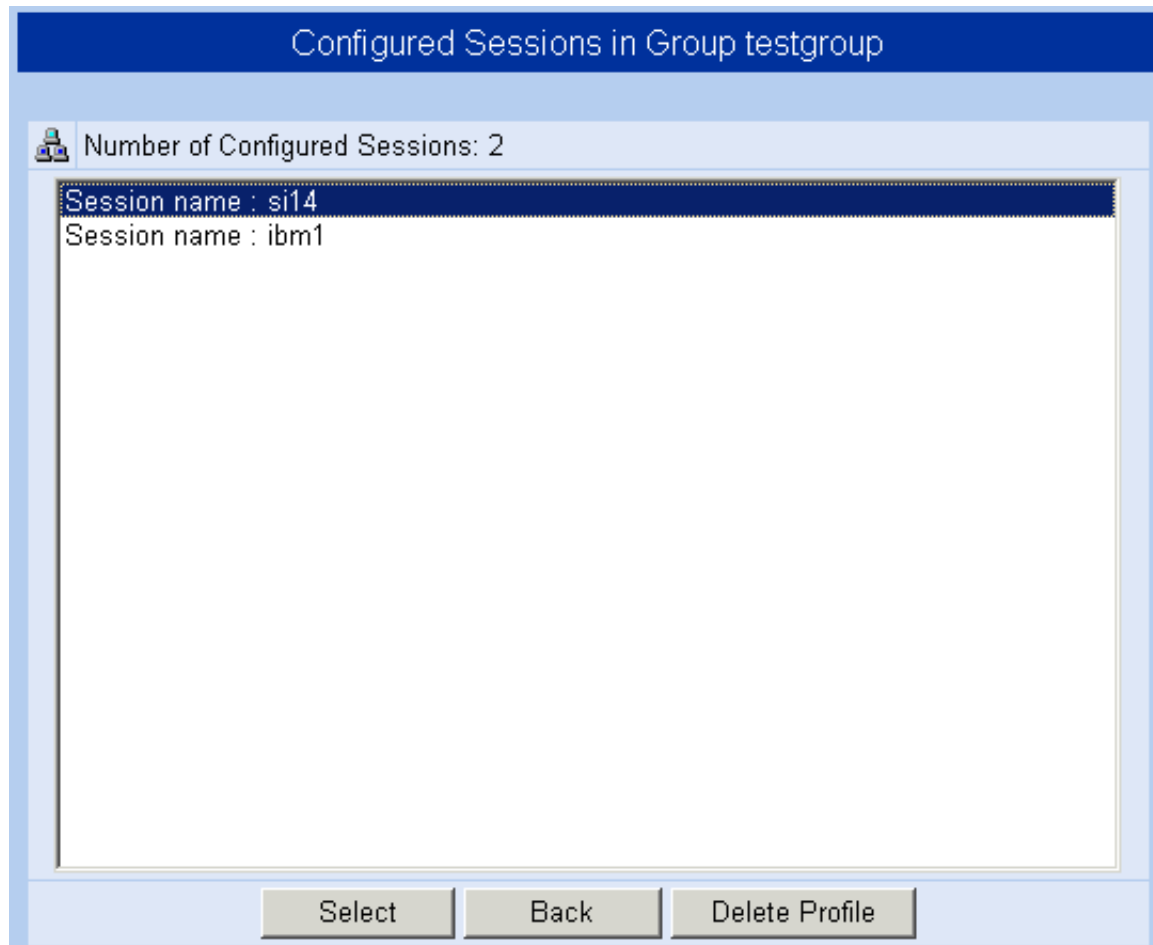 Configured Sessions in Group testgroup
Number of Configured Sessions: 2
Session name : si14
Session name : ibm1
Select Back Delete Profile